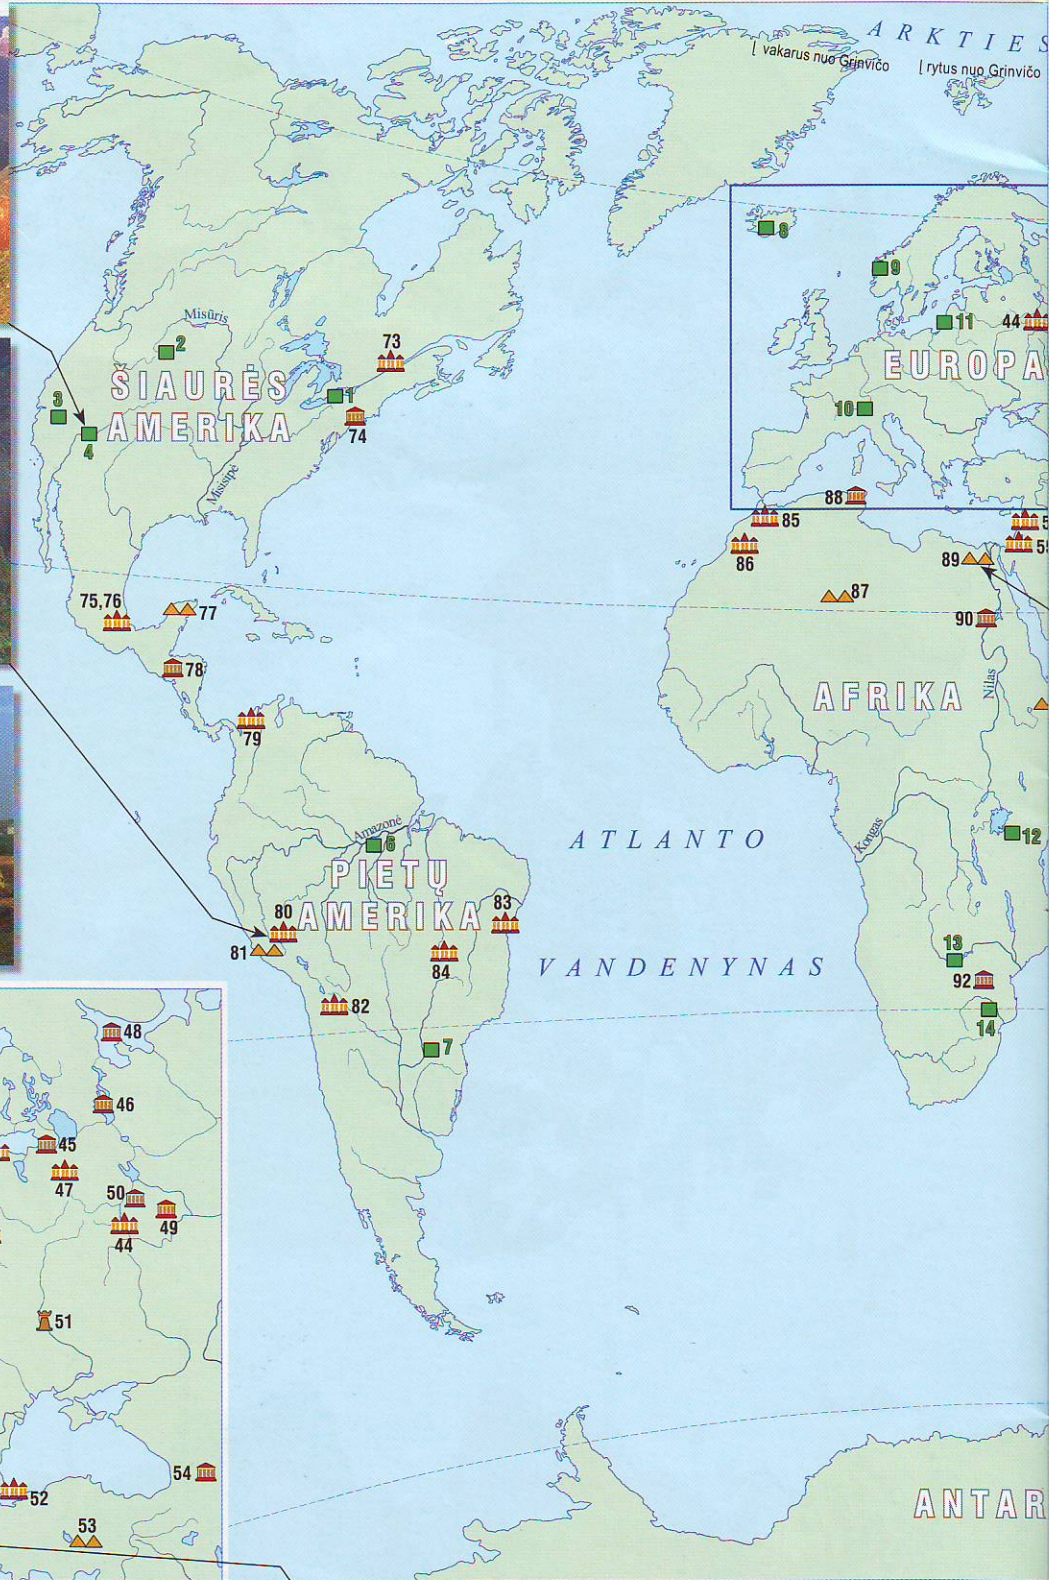 ARKTIES
Į vakarus nuo Grinvičo
Į rytus nuo Grinvičo
8
9
Misūris
11
44
73
2
EUROPA
ŠIAURĖS
AMERIKA
1
3
10
74
4
Misisipė
88
85
86
89
87
75,76
77
90
78
Nilas
AFRIKA
79
Amazonė
6
Kongas
12
ATLANTO
PIETŲ
AMERIKA
83
80
81
84
13
VANDENYNAS
92
82
14
7
48
46
45
47
50
49
44
51
54
52
53
ANTAR